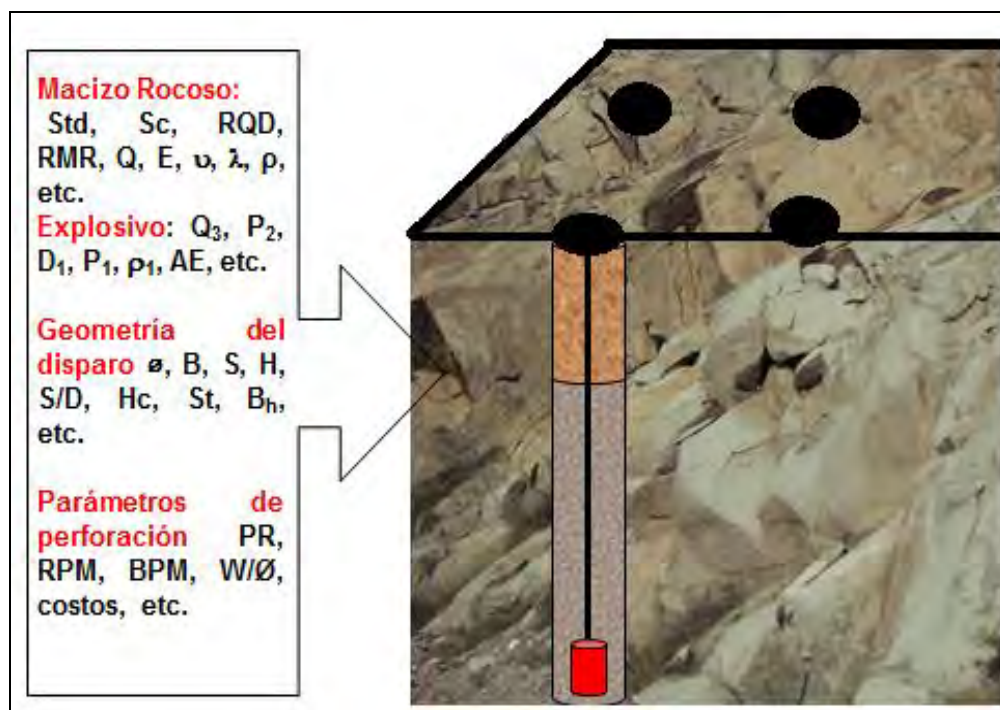 Macizo Rocoso:
Std, Sc, RQD,
RMR, Q, E, υ, λ, ρ,
etc.
Explosivo: Q₃, P₂,
D₁, P₁, ρ₁, AE, etc.
Geometría del
disparo ø, B, S, H,
S/D, Hc, St, Bₕ,
etc.
Parámetros de
perforación PR,
RPM, BPM, W/Ø,
costos, etc.